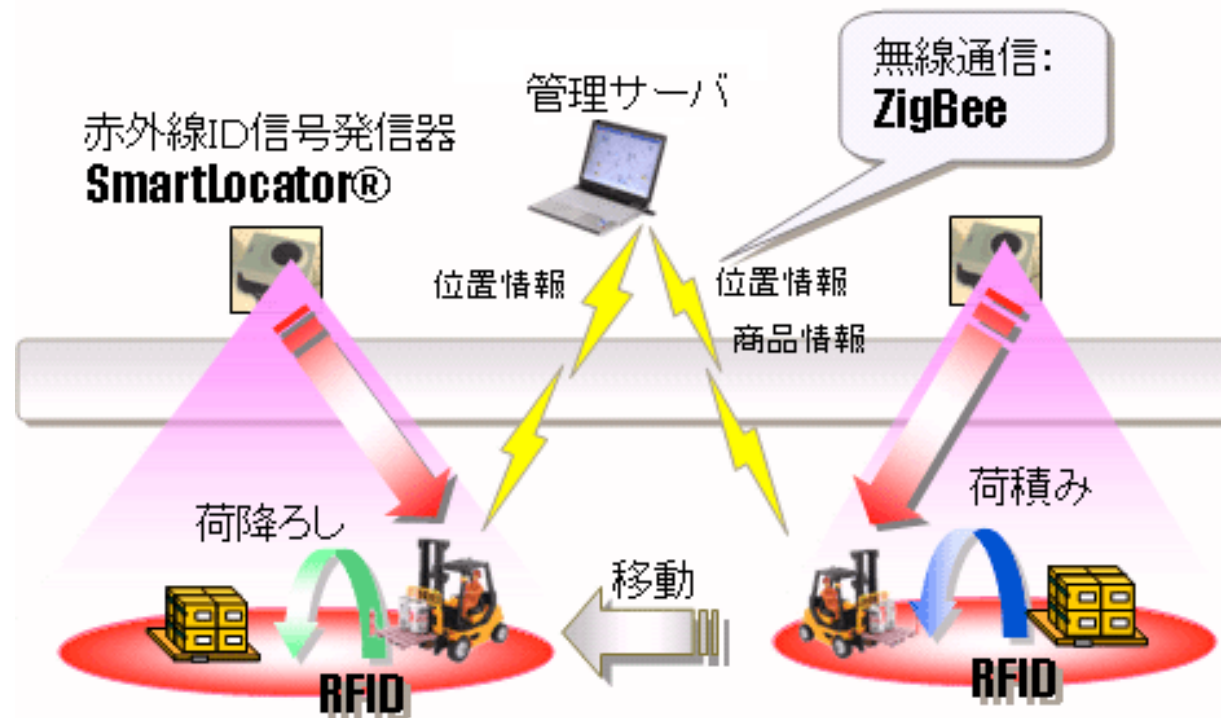 無線通信:
ZigBee
管理サーバ
赤外線ID信号発信器
SmartLocator®
位置情報
位置情報
商品情報
荷降ろし
荷積み
移動
RFID
RFID